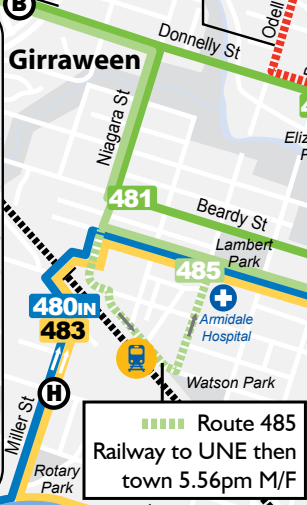 B
Donnelly St
Odell
Girraween
Niagara St
481
Beardy St
Lambert
Park
485
480IN
483
Armidale
Hospital
Watson Park
H
Miller St
Rotary
Park
Route 485
Railway to UNE then
town 5.56pm M/F